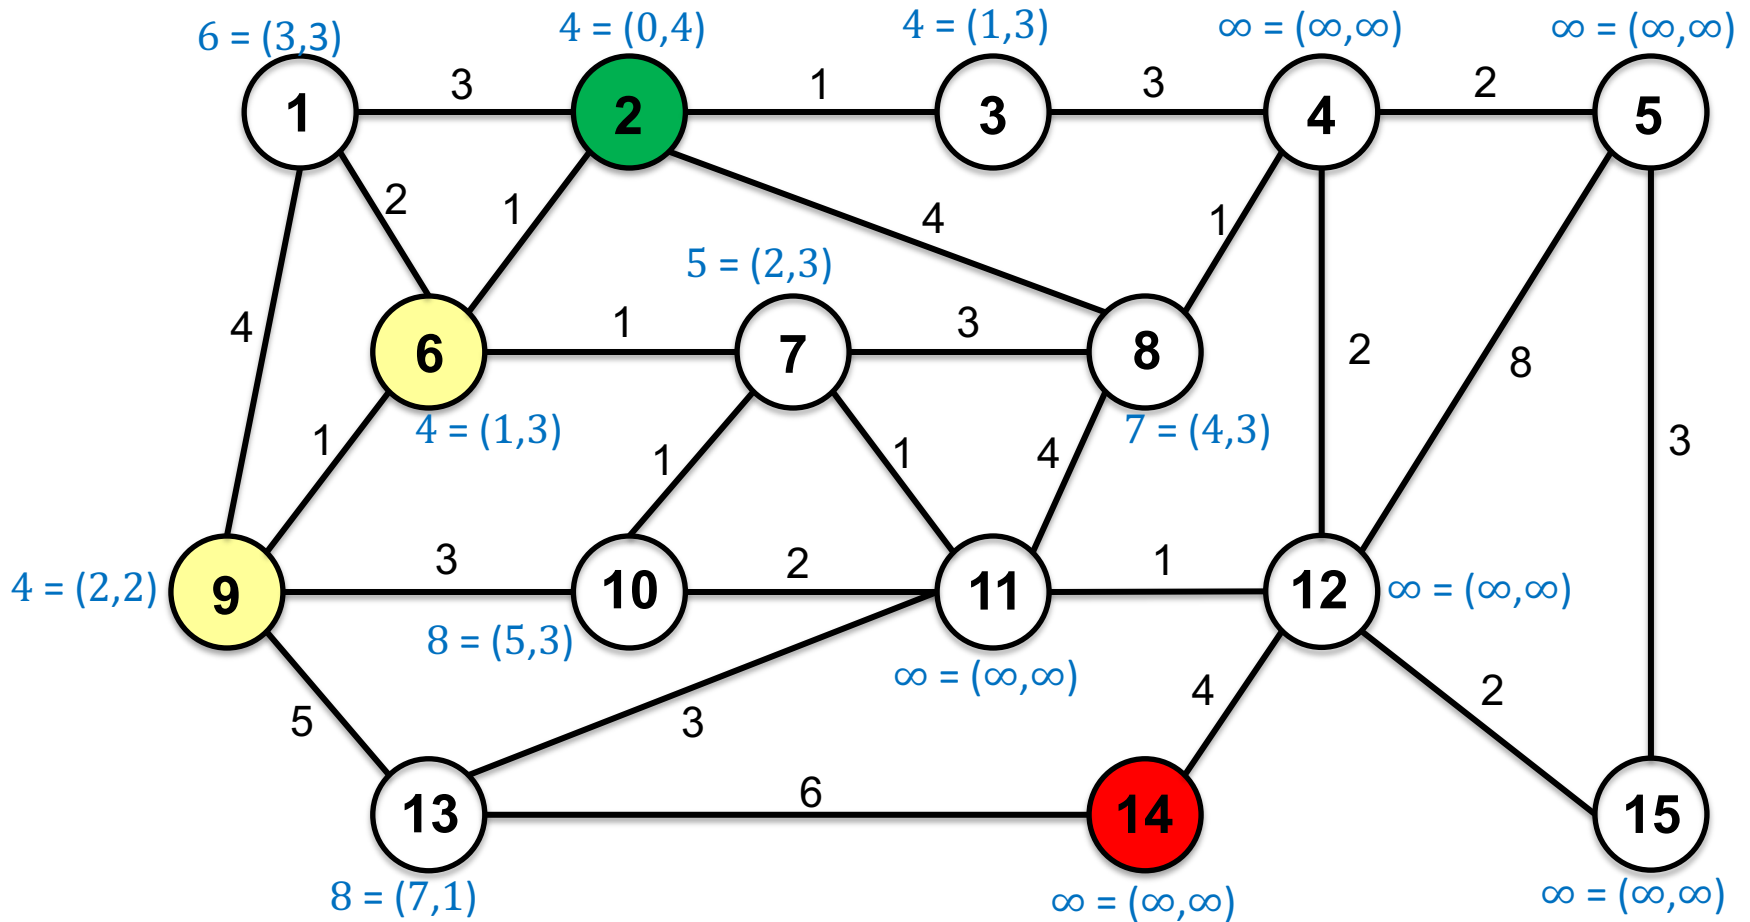 6 = (3,3)
4 = (0,4)
4 = (1,3)
∞ = (∞,∞)
∞ = (∞,∞)
1
3
2
1
3
3
4
2
5
2
1
4
1
5 = (2,3)
4
6
1
7
3
8
2
8
4 = (1,3)
7 = (4,3)
1
1
1
4
3
4 = (2,2)
9
3
10
2
11
1
12
∞ = (∞,∞)
8 = (5,3)
∞ = (∞,∞)
5
3
4
2
13
6
14
15
8 = (7,1)
∞ = (∞,∞)
∞ = (∞,∞)